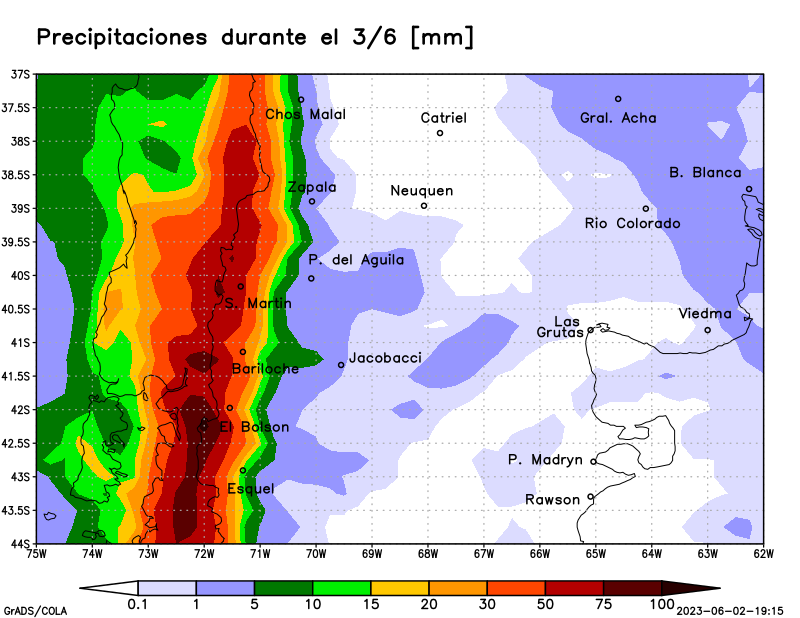 Precipitaciones durante el 3/6 [mm]
37S
37.5S
Chos Malal
Catriel
Gral. Acha
38S
38.5S
B. Blanca
Zapala
Neuquen
39S
Rio Colorado
39.5S
P. del Aguila
40S
S. Martin
40.5S
Las
Grutas
Viedma
41S
Jacobacci
Bariloche
41.5S
42S
El Bolson
42.5S
P. Madryn
43S
Esquel
Rawson
43.5S
44S
75W 74W 73W 72W 71W 70W 69W 68W 67W 66W 65W 64W 63W 62W
0.1 1 5 10 15 20 30 50 75 100
GrADS/COLA
2023-06-02-19:15